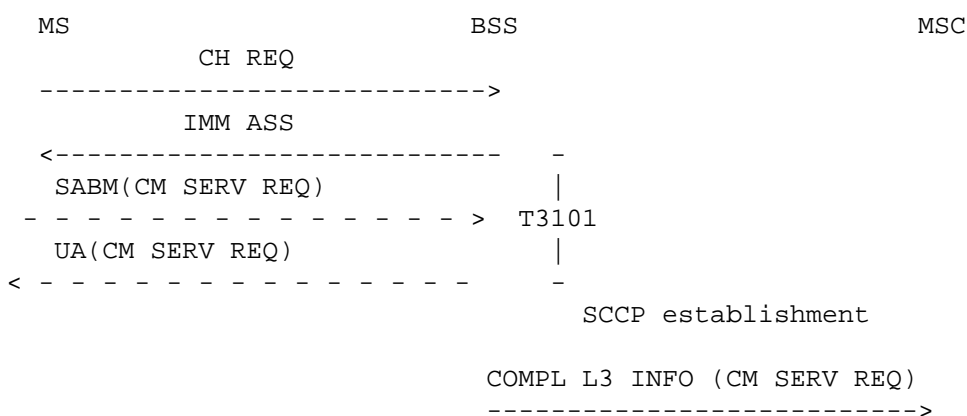 MS BSS MSC
CH REQ
IMM ASS
SABM(CM SERV REQ)
T3101
UA(CM SERV REQ)
SCCP establishment
COMPL L3 INFO (CM SERV REQ)